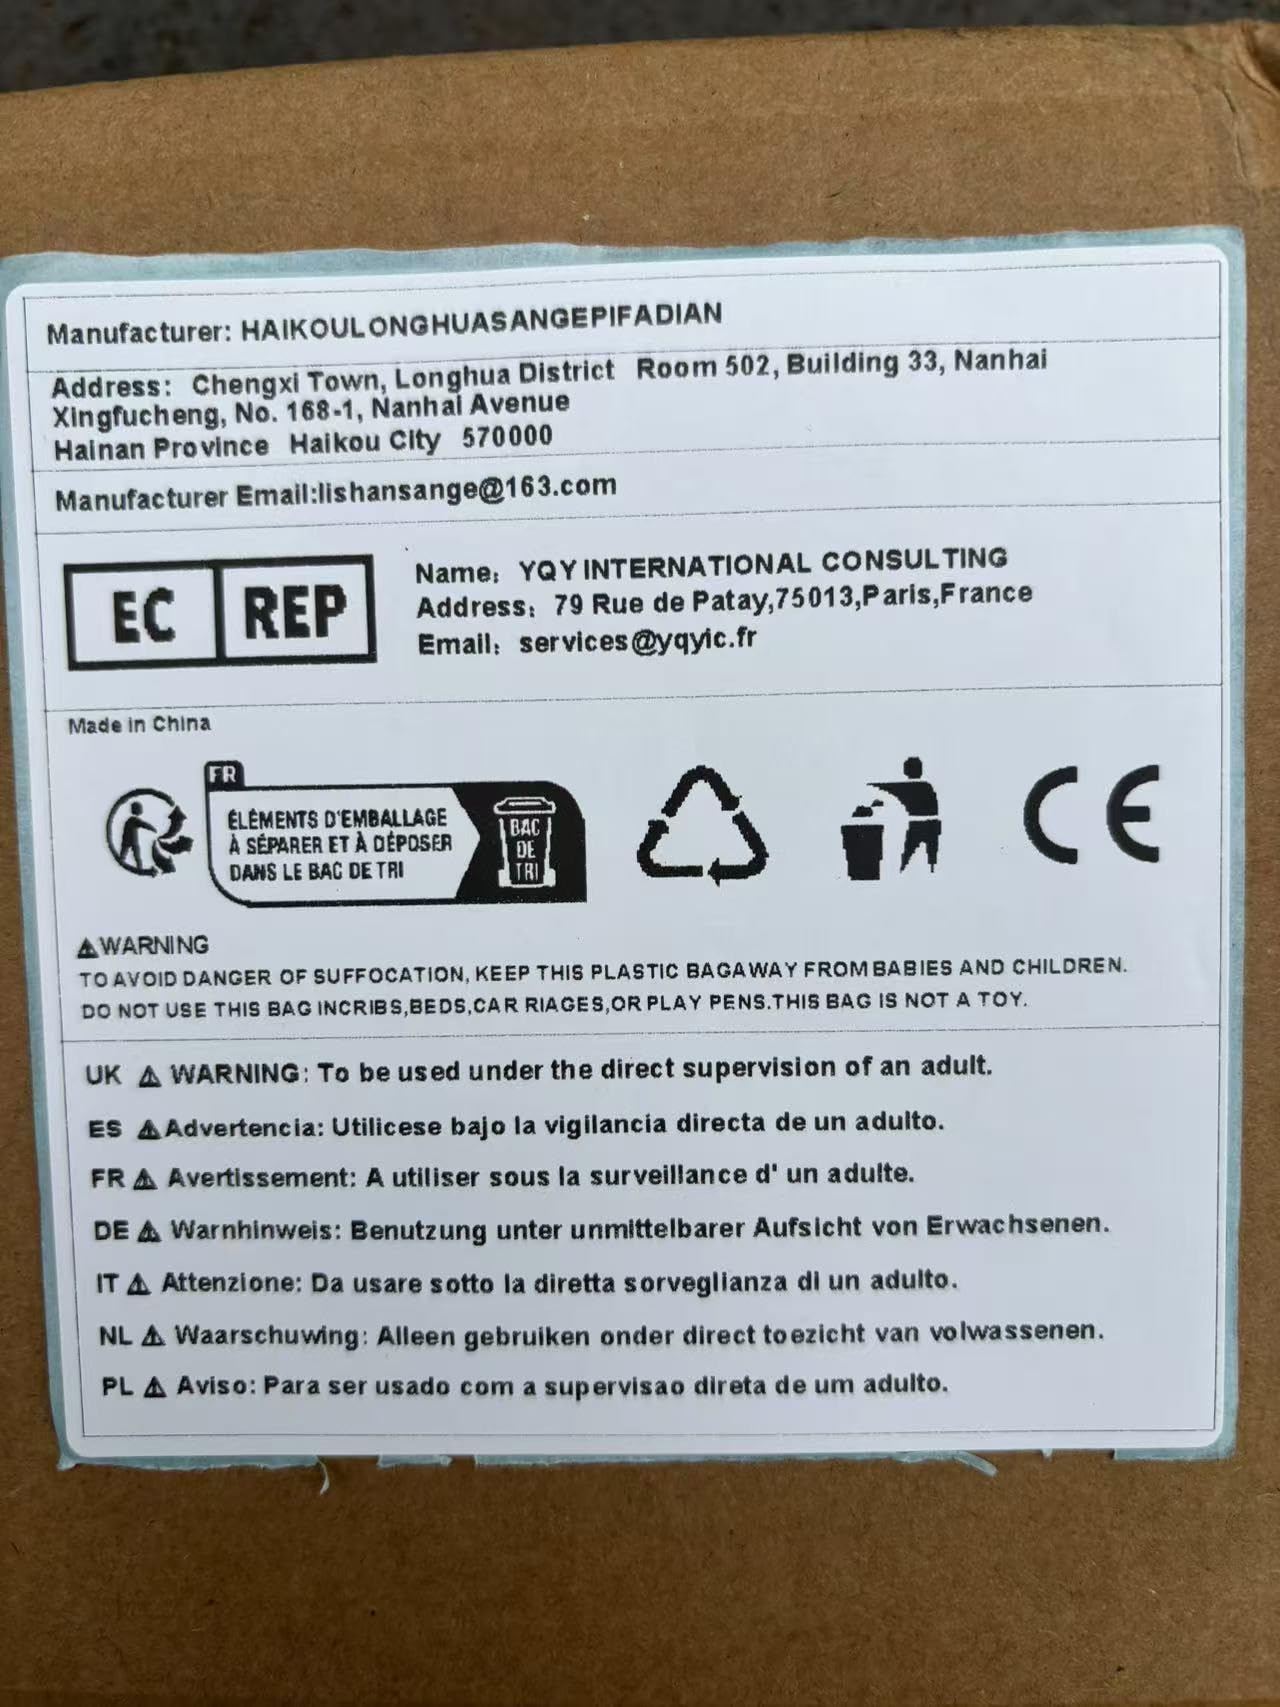 Manufacturer: HAIKOULONGHUASANGEPIFADIAN
Address: Chengxi Town, Longhua District Room 502, Building 33, Nanhai
Xingfucheng, No. 168-1, Nanhai Avenue
Hainan Province Haikou City 570000
Manufacturer Email:lishansange@163.com
EC REP
Name: YQY INTERNATIONAL CONSULTING
Address: 79 Rue de Patay,75013,Paris,France
Email: services@yqyic.fr
Made in China
FR
ÉLÉMENTS D'EMBALLAGE
À SÉPARER ET À DÉPOSER
DANS LE BAC DE TRI
BAC
DE
TRI
CE
⚠WARNING
TO AVOID DANGER OF SUFFOCATION, KEEP THIS PLASTIC BAGAWAY FROM BABIES AND CHILDREN.
DO NOT USE THIS BAG INCRIBS,BEDS,CAR RIAGES,OR PLAY PENS.THIS BAG IS NOT A TOY.
UK ⚠ WARNING: To be used under the direct supervision of an adult.
ES ⚠Advertencia: Utilicese bajo la vigilancia directa de un adulto.
FR ⚠ Avertissement: A utiliser sous la surveillance d' un adulte.
DE ⚠ Warnhinweis: Benutzung unter unmittelbarer Aufsicht von Erwachsenen.
IT ⚠ Attenzione: Da usare sotto la diretta sorveglianza di un adulto.
NL ⚠ Waarschuwing: Alleen gebruiken onder direct toezicht van volwassenen.
PL ⚠ Aviso: Para ser usado com a supervisao direta de um adulto.